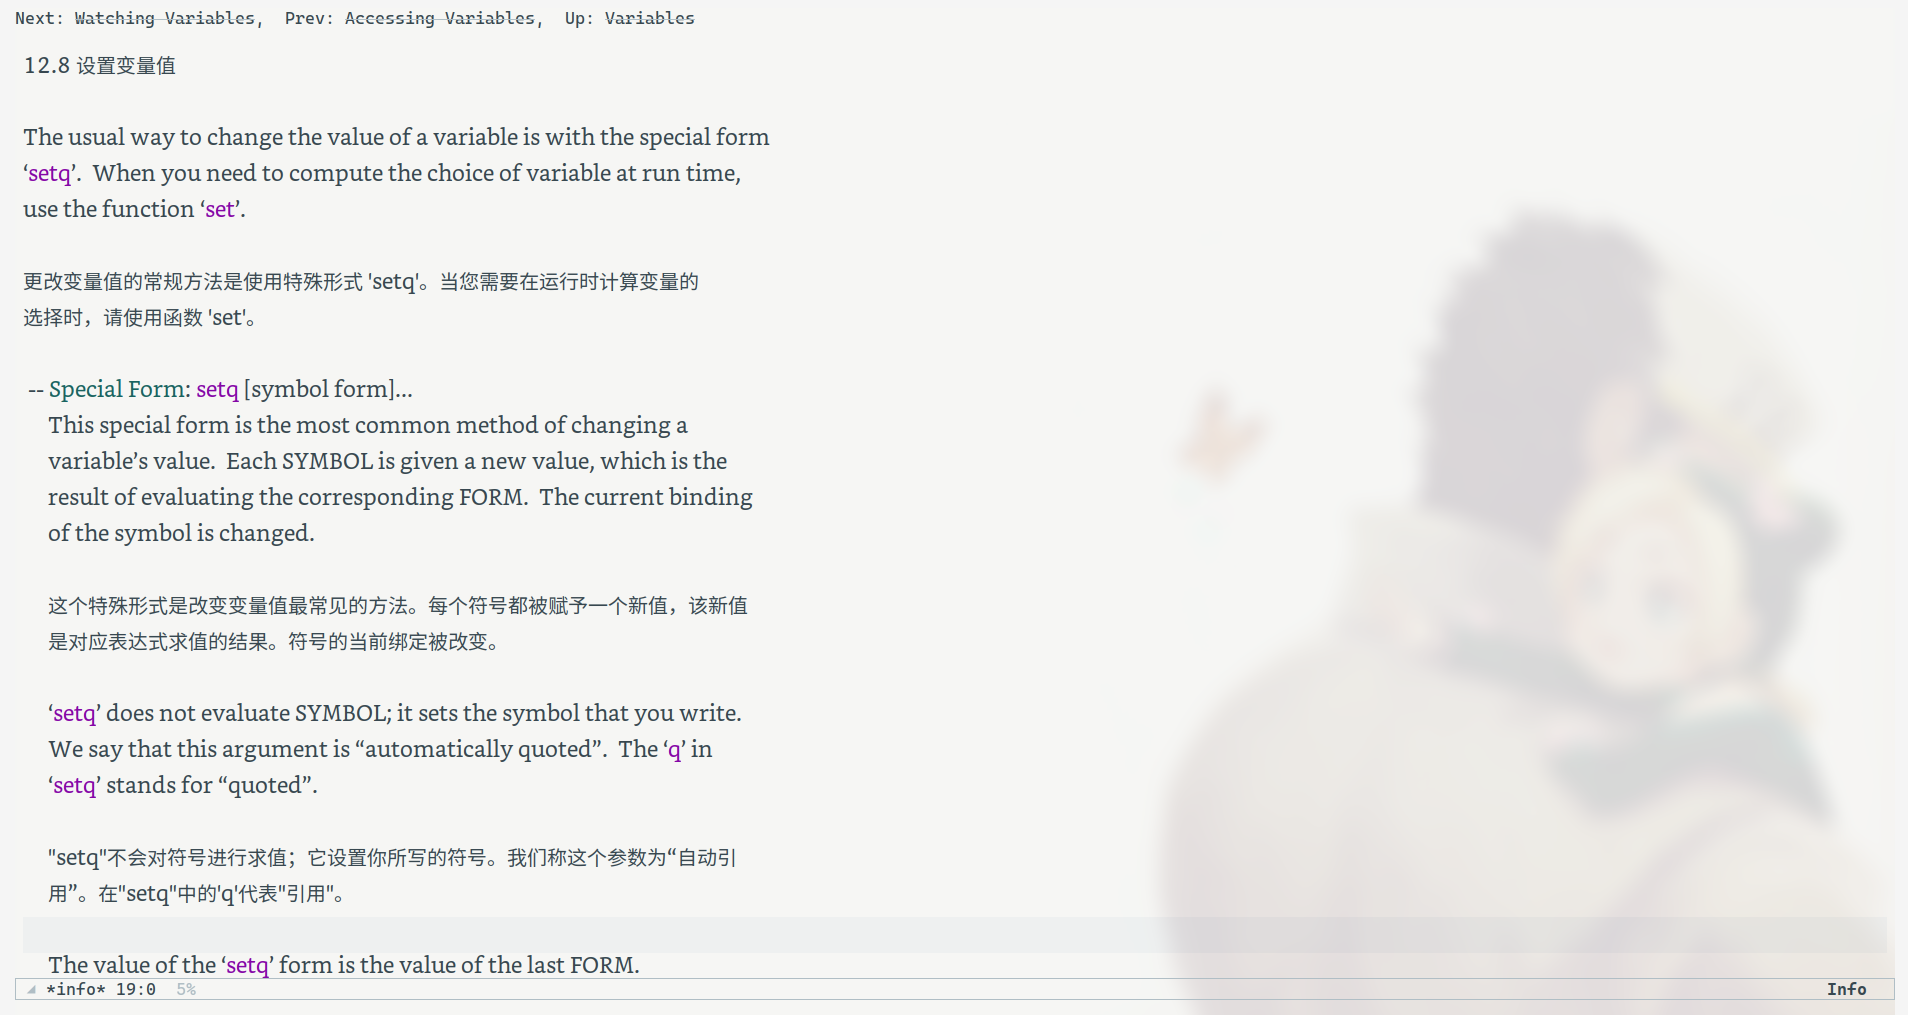 Next: Watching Variables,  Prev: Accessing Variables,  Up: Variables
12.8 设置变量值
The usual way to change the value of a variable is with the special form
‘setq’.  When you need to compute the choice of variable at run time,
use the function ‘set’.
更改变量值的常规方法是使用特殊形式 'setq'。当您需要在运行时计算变量的
选择时，请使用函数 'set'。
-- Special Form: setq [symbol form]...
This special form is the most common method of changing a
variable’s value.  Each SYMBOL is given a new value, which is the
result of evaluating the corresponding FORM.  The current binding
of the symbol is changed.
这个特殊形式是改变变量值最常见的方法。每个符号都被赋予一个新值，该新值
是对应表达式求值的结果。符号的当前绑定被改变。
‘setq’ does not evaluate SYMBOL; it sets the symbol that you write.
We say that this argument is “automatically quoted”.  The ‘q’ in
‘setq’ stands for “quoted”.
"setq"不会对符号进行求值；它设置你所写的符号。我们称这个参数为“自动引
用”。在"setq"中的'q'代表"引用"。
The value of the ‘setq’ form is the value of the last FORM.
*info* 19:0  5%  Info